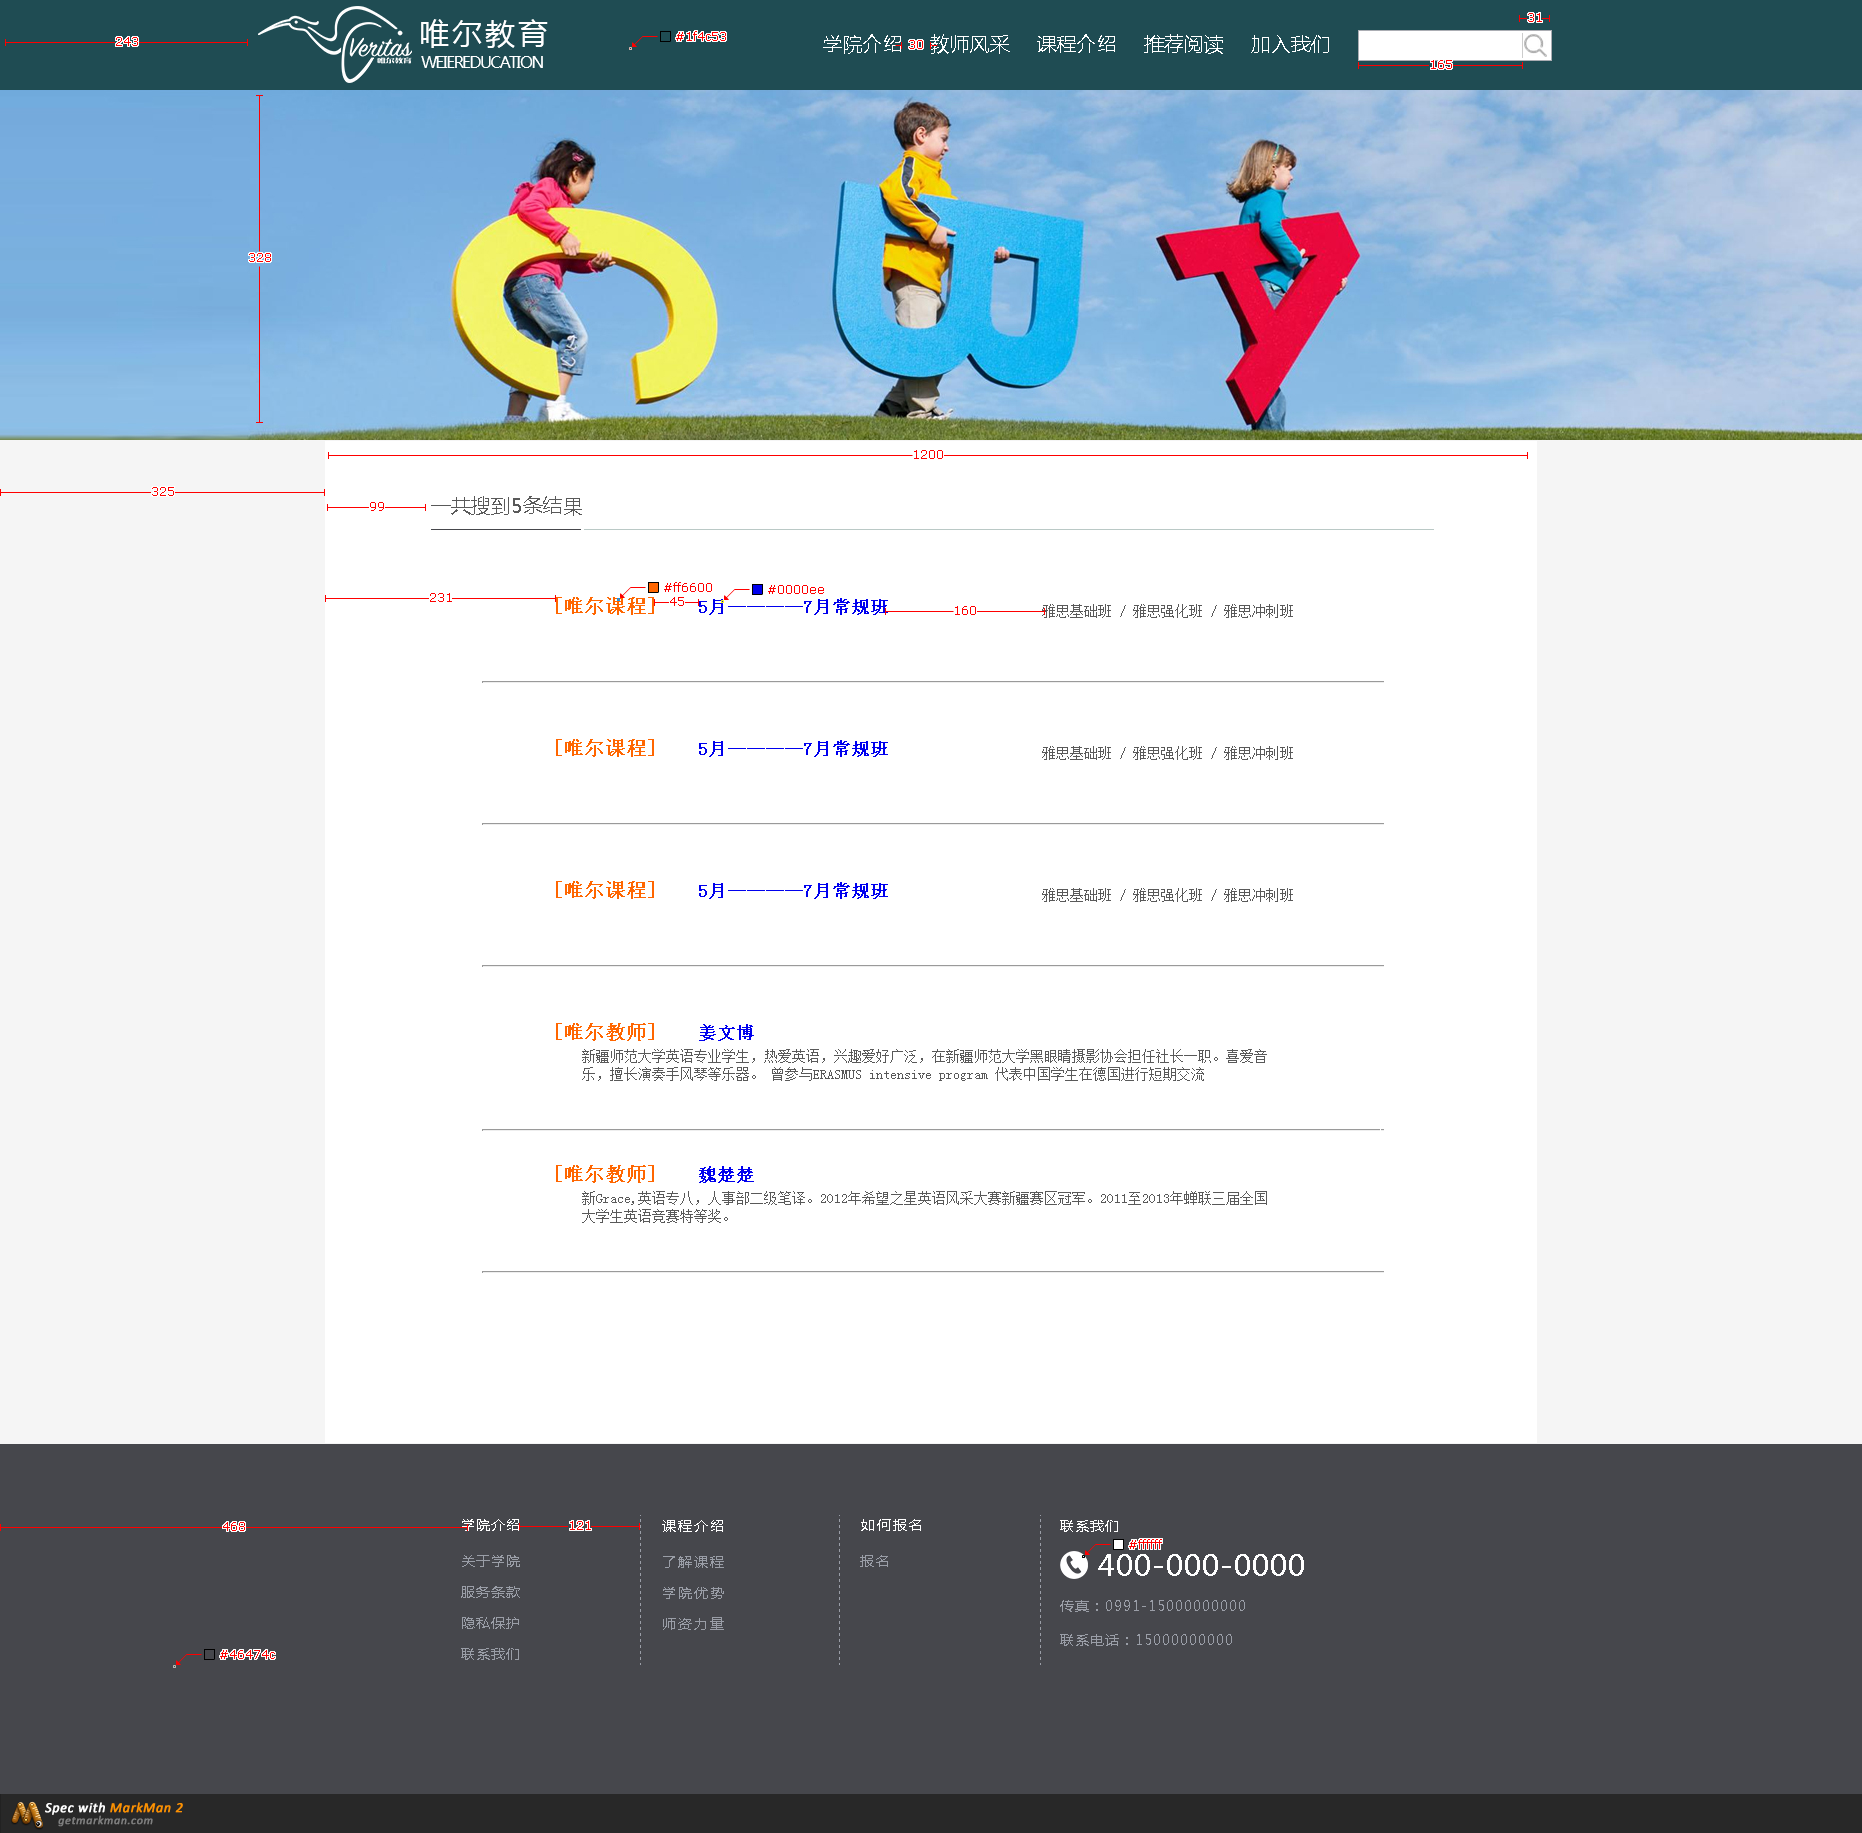 唯尔教育
WEIEREDUCATION
Veritas
唯尔教育
248
#1f4c53
学院介绍 30 教师风采 课程介绍 推荐阅读 加入我们
31
165
328
1200
325
99
共搜到5条结果
#ff6600
#0000ee
231
45
160
[唯尔课程] 5月————7月常规班 雅思基础班 / 雅思强化班 / 雅思冲刺班
[唯尔课程] 5月————7月常规班 雅思基础班 / 雅思强化班 / 雅思冲刺班
[唯尔课程] 5月————7月常规班 雅思基础班 / 雅思强化班 / 雅思冲刺班
[唯尔教师] 姜文博
新疆师范大学英语专业学生，热爱英语，兴趣爱好广泛，在新疆师范大学黑眼睛摄影协会担任社长一职。喜爱音
乐，擅长演奏手风琴等乐器。 曾参与ERASMUS intensive program 代表中国学生在德国进行短期交流
[唯尔教师] 魏楚楚
新Grace,英语专八，人事部二级笔译。2012年希望之星英语风采大赛新疆赛区冠军。2011至2013年蝉联三届全国
大学生英语竞赛特等奖。
468
学院介绍
121
关于学院
服务条款
隐私保护
联系我们
课程介绍
了解课程
学院优势
师资力量
如何报名
报名
联系我们
#ffffff
400-000-0000
传真：0991-15000000000
联系电话：15000000000
#46474c
Spec with MarkMan 2
getmarkman.com